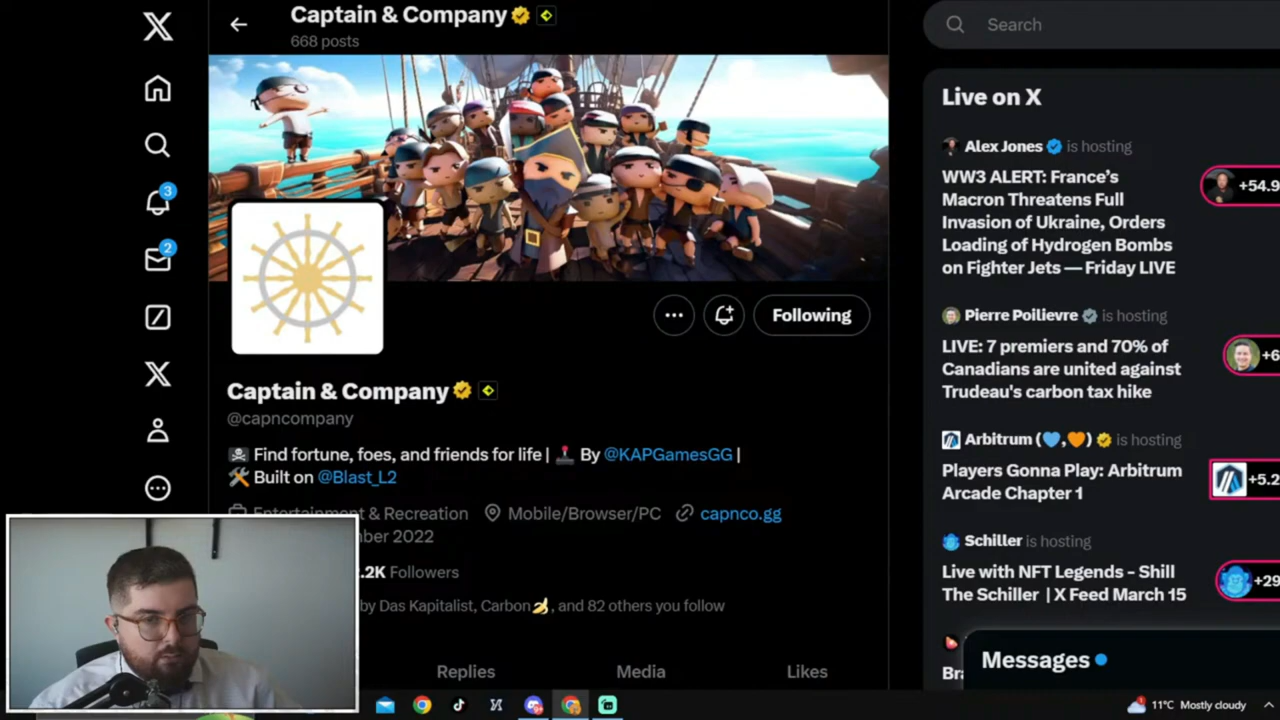 Captain & Company
668 posts
Search
Live on X
Alex Jones is hosting
WW3 ALERT: France's
Macron Threatens Full
Invasion of Ukraine, Orders
Loading of Hydrogen Bombs
on Fighter Jets — Friday LIVE
+54.9
3
2
Following
Pierre Poilievre is hosting
LIVE: 7 premiers and 70% of
Canadians are united against
Trudeau's carbon tax hike
+6
Captain & Company
@capncompany
Find fortune, foes, and friends for life | By @KAPGamesGG |
Built on @Blast_L2
Entertainment & Recreation Mobile/Browser/PC capnco.gg
2022
.2K Followers
by Das Kapitalist, Carbon🍌, and 82 others you follow
Replies Media Likes
Arbitrum (💙,🧡) is hosting
Players Gonna Play: Arbitrum
Arcade Chapter 1
+5.2
Schiller is hosting
Live with NFT Legends - Shill
The Schiller | X Feed March 15
+29
Messages
11°C Mostly cloudy